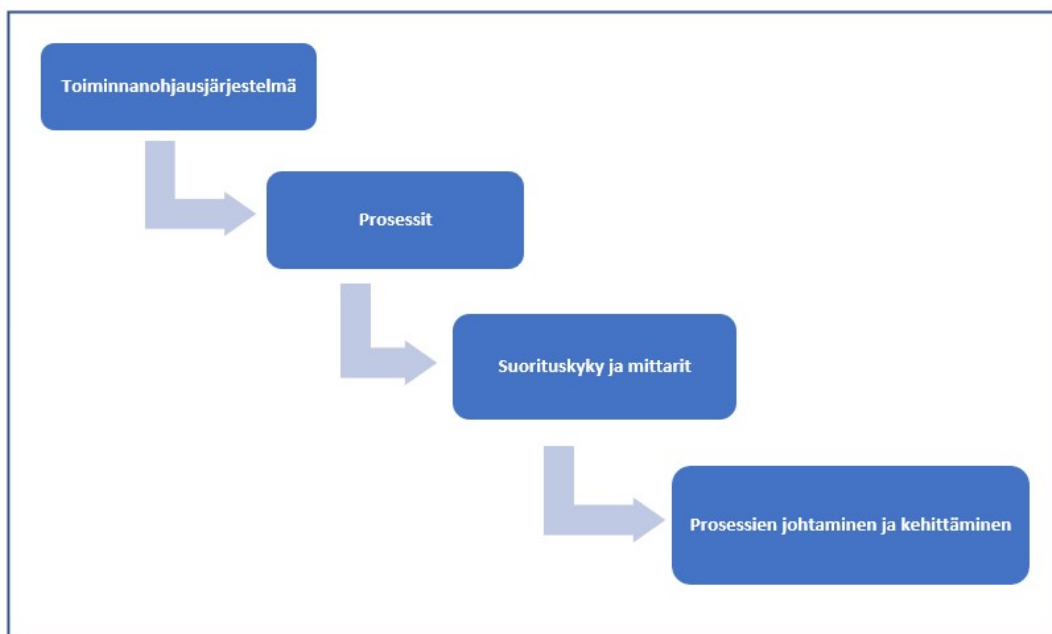 Toiminnanohjausjärjestelmä
Prosessit
Suorituskyky ja mittarit
Prosessien johtaminen ja kehittäminen